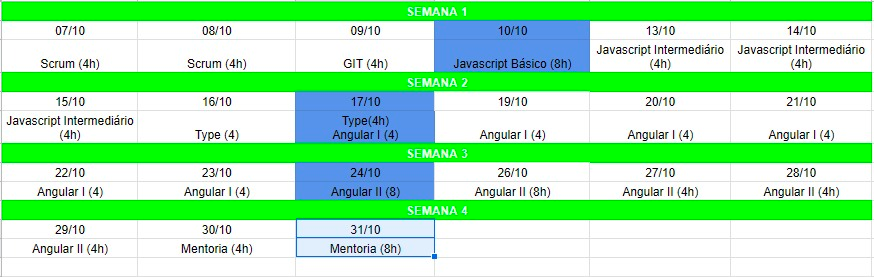 SEMANA 1
07/10 08/10 09/10 10/10 13/10 14/10
Scrum (4h) Scrum (4h) GIT (4h) Javascript Básico (8h) Javascript Intermediário (4h) Javascript Intermediário (4h)
SEMANA 2
15/10 16/10 17/10 19/10 20/10 21/10
Javascript Intermediário (4h) Type (4) Type(4h) Angular I (4) Angular I (4) Angular I (4) Angular I (4)
SEMANA 3
22/10 23/10 24/10 26/10 27/10 28/10
Angular I (4) Angular I (4) Angular II (8) Angular II (8h) Angular II (4h) Angular II (4h)
SEMANA 4
29/10 30/10 31/10
Angular II (4h) Mentoria (4h) Mentoria (8h)